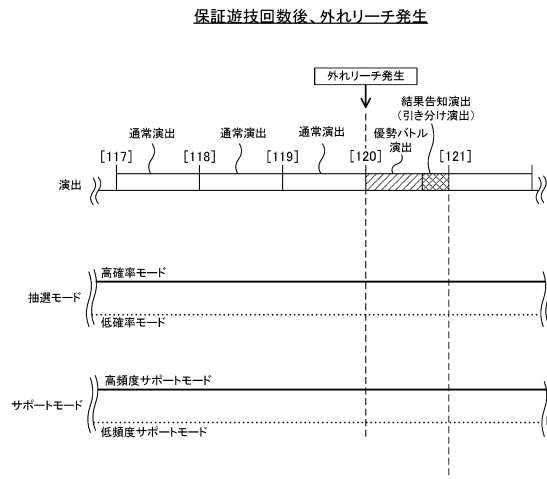 保証遊技回数後、外れリーチ発生
外れリーチ発生
結果告知演出
(引き分け演出)
通常演出
通常演出
通常演出
優勢バトル
演出
[117]
[118]
[119]
[120]
[121]
演出
高確率モード
抽選モード
低確率モード
高頻度サポートモード
サポートモード
低頻度サポートモード